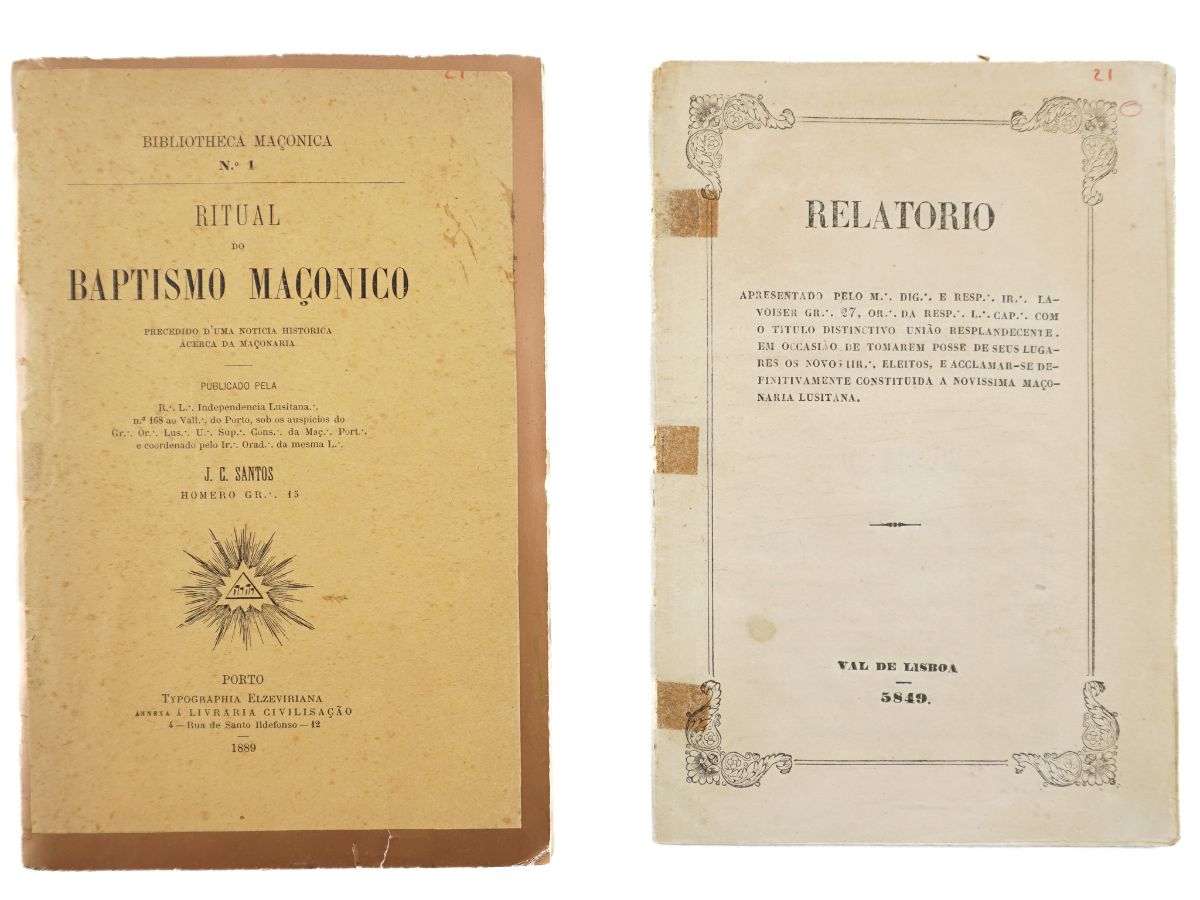 21
BIBLIOTHECA MAÇONICA
N.º 1
RITUAL
DO
BAPTISMO MAÇONICO
PRECEDIDO D'UMA NOTICIA HISTORICA
ÁCERCA DA MAÇONARIA
PUBLICADO PELA
R.∴ L.∴ Independencia Lusitana.∴
n.º 168 ao Vall.∴ do Porto, sob os auspicios do
Gr.∴ Or.∴ Lus.∴ U.∴ Sup.∴ Cons.∴ da Maç.∴ Port.∴
e coordenado pelo Ir.∴ Orad.∴ da mesma L.∴
J. C. SANTOS
HOMERO GR.∴ 15
יהוה
PORTO
TYPOGRAPHIA ELZEVIRIANA
ANNEXA Á LIVRARIA CIVILISAÇÃO
4—Rua de Santo Ildefonso—12
1889
21
RELATORIO
APRESENTADO PELO M.∴ DIG.∴ E RESP.∴ IR.∴ LA-
VOISER GR.∴ 27, OR.∴ DA RESP.∴ L.∴ CAP.∴ COM
O TITULO DISTINCTIVO UNIÃO RESPLANDECENTE.
EM OCCASIÃO DE TOMAREM POSSE DE SEUS LUGA-
RES OS NOVOS IIR.∴ ELEITOS, E ACCLAMAR-SE DE-
FINITIVAMENTE CONSTITUIDA A NOVISSIMA MAÇO-
NARIA LUSITANA.
VAL DE LISBOA
5849.